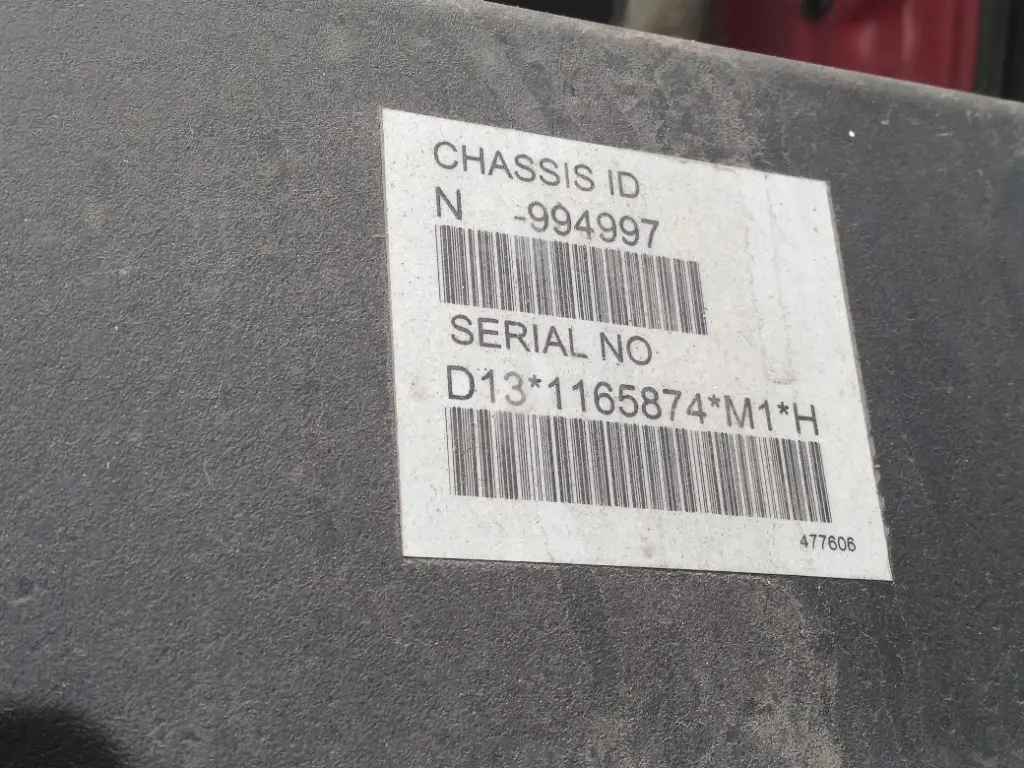 CHASSIS ID
N -994997
SERIAL NO
D13*1165874*M1*H
477606